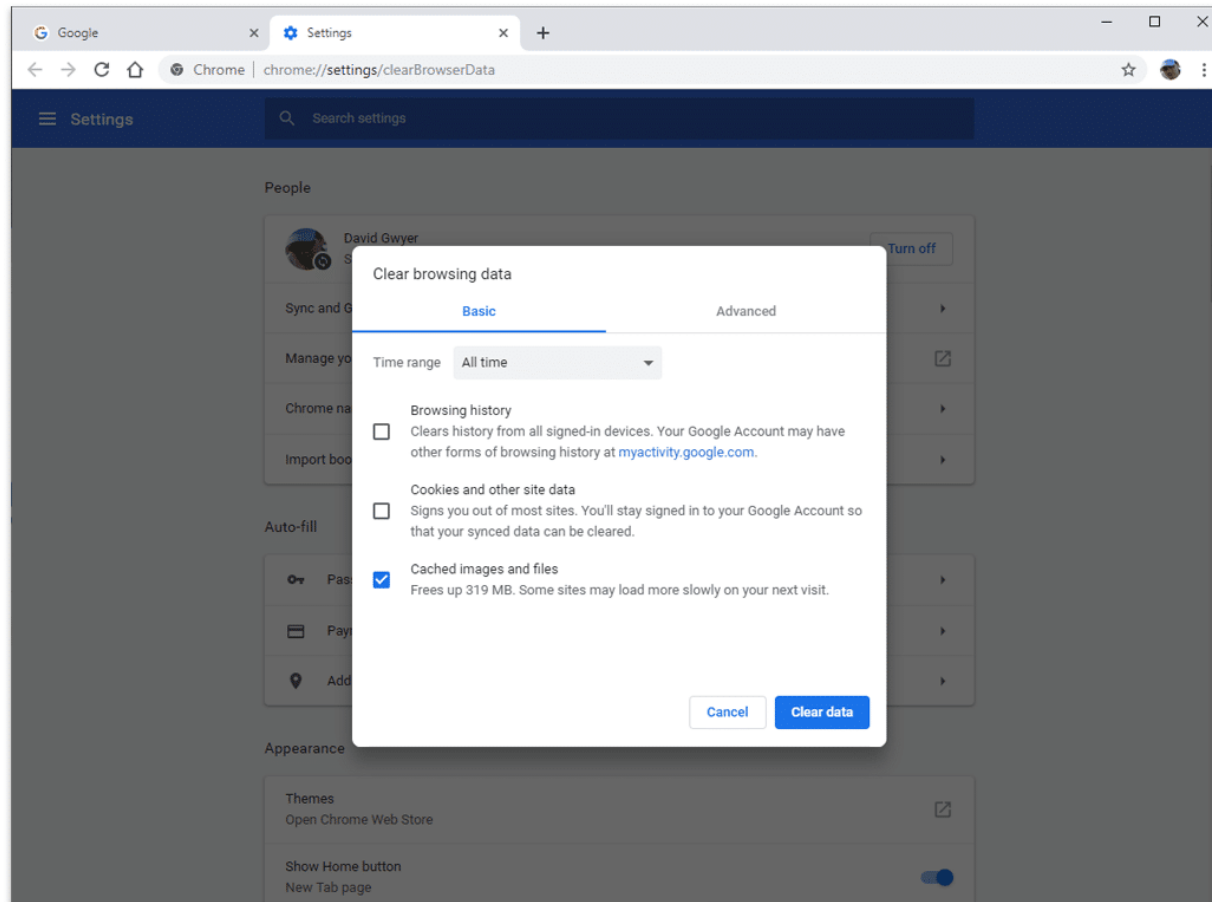 Google
Settings
Chrome
chrome://settings/clearBrowserData
Settings
Search settings
People
David Gwyer
S
Turn off
Sync and G
Manage yo
Chrome na
Import boo
Clear browsing data
Basic
Advanced
Time range
All time
Browsing history
Clears history from all signed-in devices. Your Google Account may have
other forms of browsing history at myactivity.google.com.
Cookies and other site data
Signs you out of most sites. You'll stay signed in to your Google Account so
that your synced data can be cleared.
Cached images and files
Frees up 319 MB. Some sites may load more slowly on your next visit.
Cancel
Clear data
Auto-fill
Pas
Pay
Add
Appearance
Themes
Open Chrome Web Store
Show Home button
New Tab page